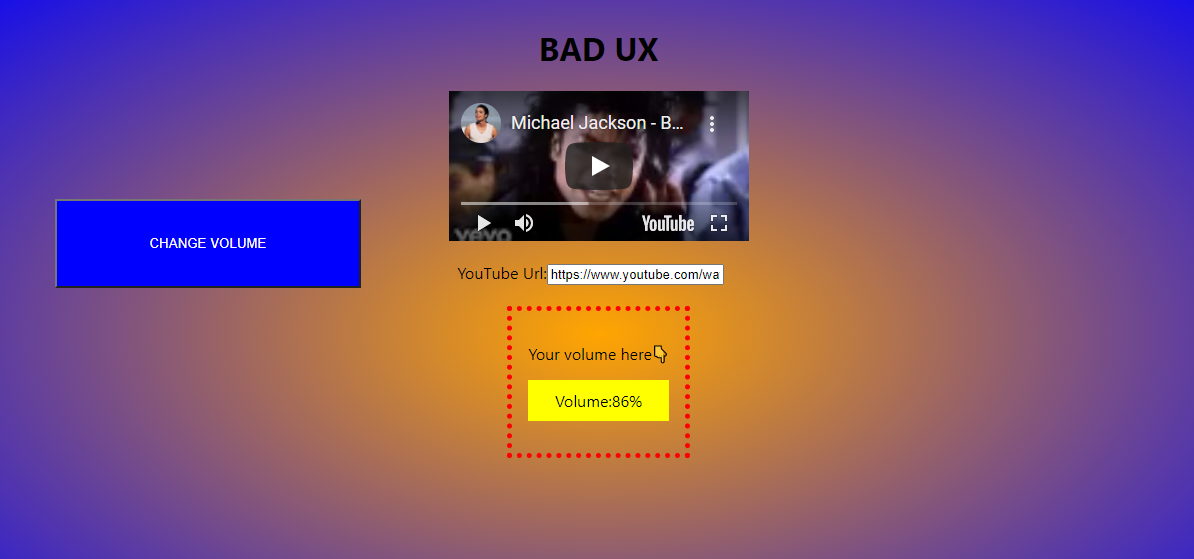 BAD UX
Michael Jackson - B...
YouTube
vevo
CHANGE VOLUME
YouTube Url:https://www.youtube.com/wa
Your volume here👇
Volume:86%